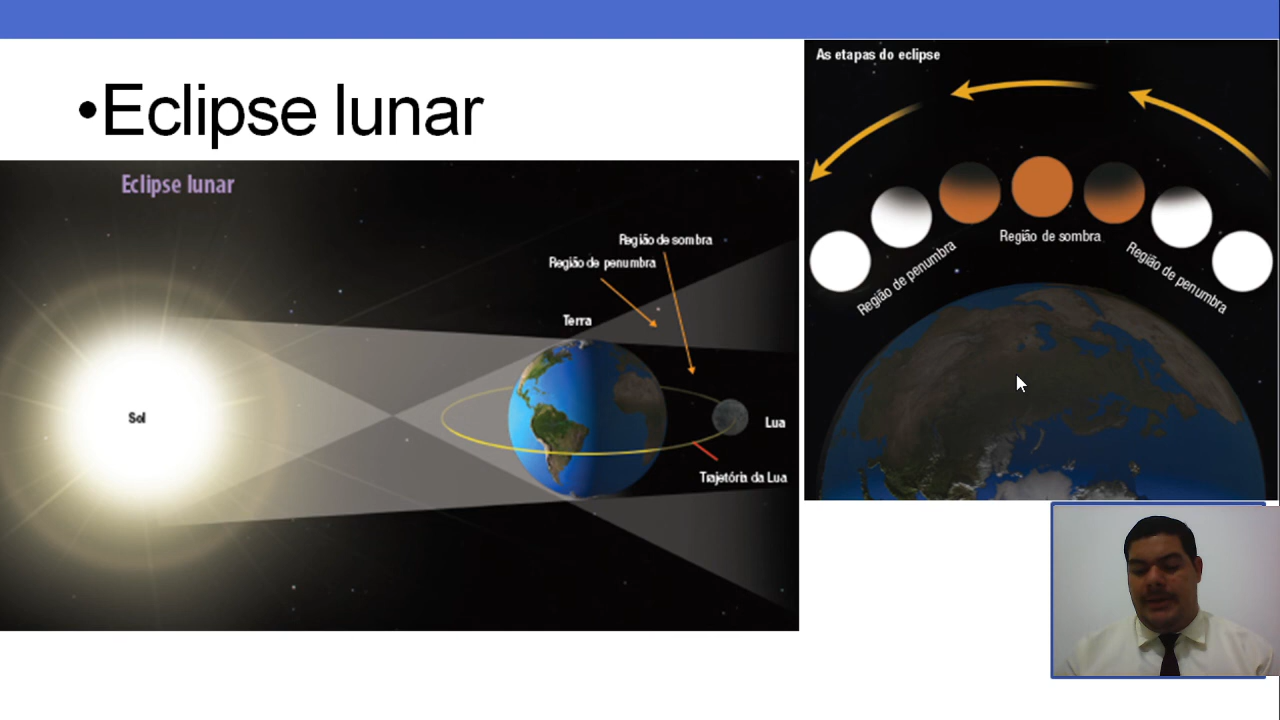 •Eclipse lunar
Eclipse lunar
Região de sombra
Região de penumbra
Terra
Sol
Lua
Trajetória da Lua
As etapas do eclipse
Região de sombra
Região de penumbra
Região de penumbra